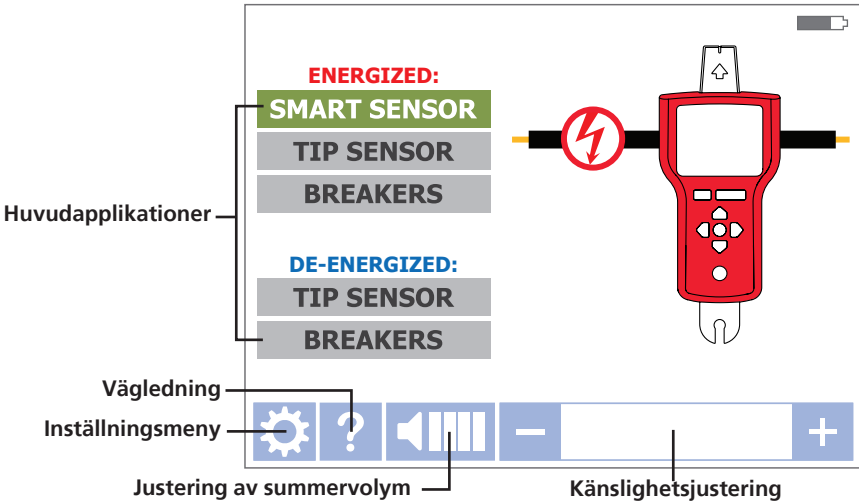 ENERGIZED:
SMART SENSOR
TIP SENSOR
BREAKERS
Huvudapplikationer
DE-ENERGIZED:
TIP SENSOR
BREAKERS
Vägledning
Inställningsmeny
?
Justering av summervolym
Känslighetsjustering